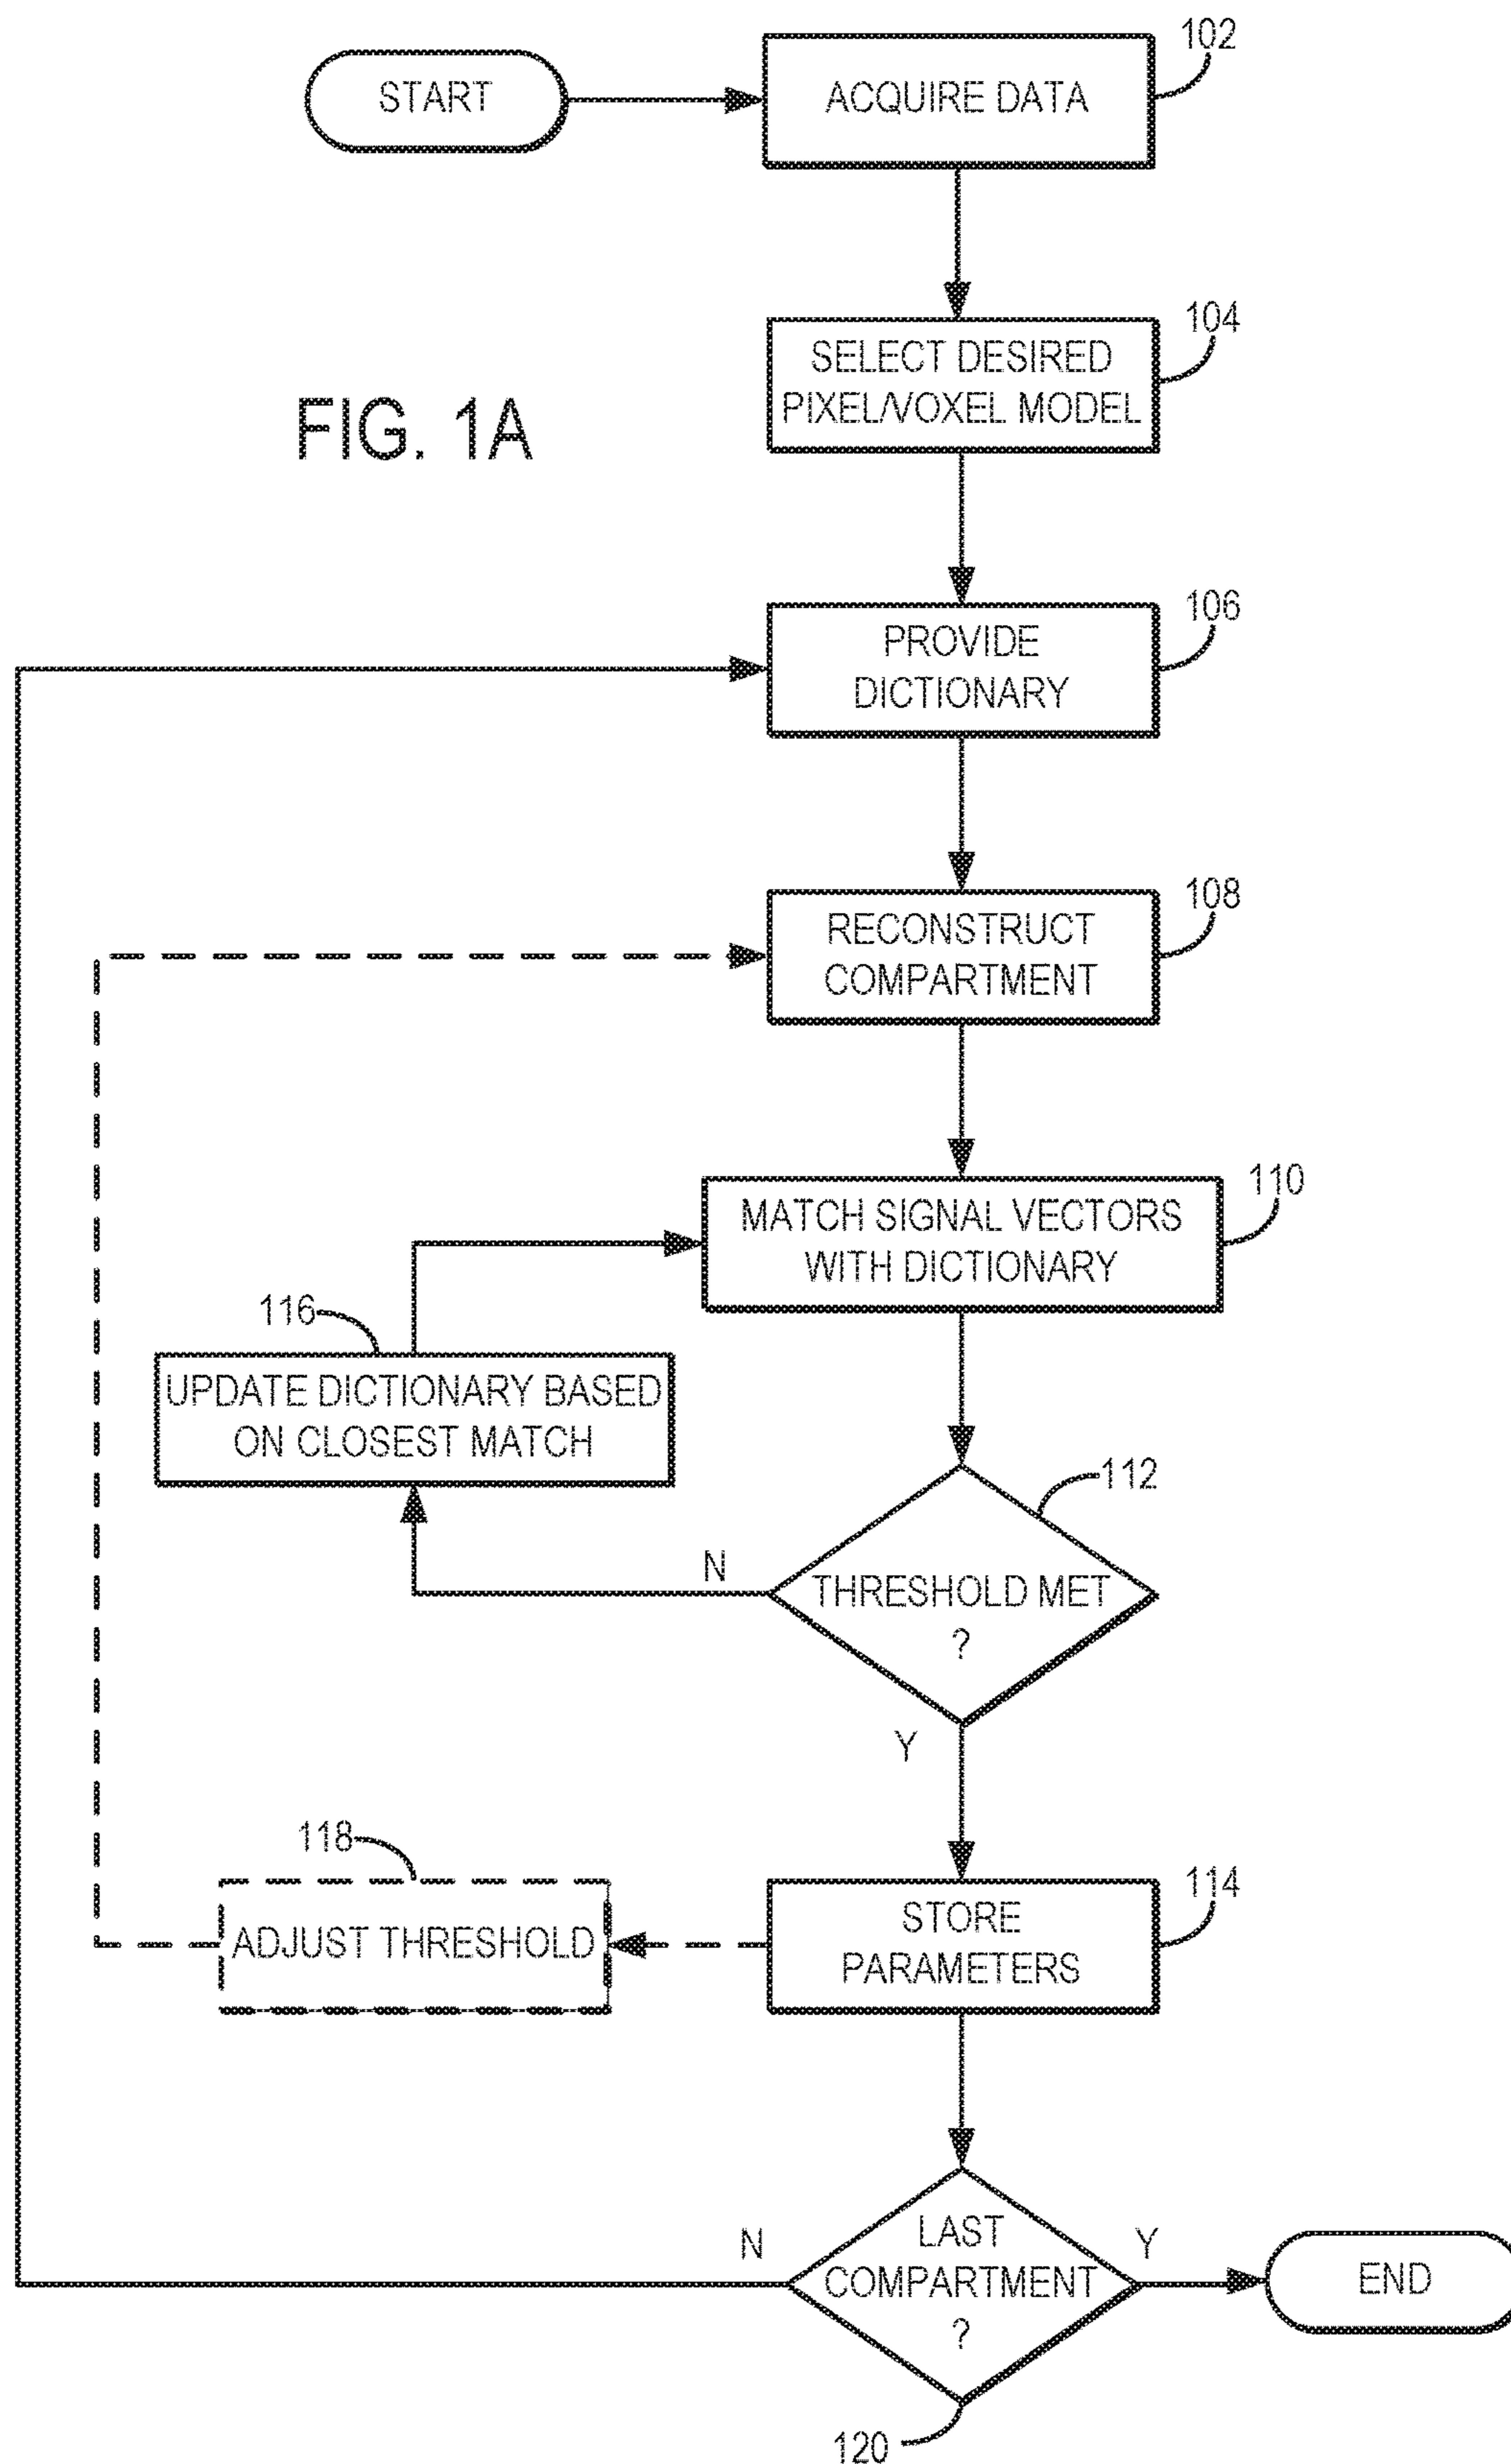 102
START
ACQUIRE DATA
104
SELECT DESIRED
PIXEL/VOXEL MODEL
FIG. 1A
106
PROVIDE
DICTIONARY
108
RECONSTRUCT
COMPARTMENT
110
MATCH SIGNAL VECTORS
WITH DICTIONARY
116
UPDATE DICTIONARY BASED
ON CLOSEST MATCH
112
N
THRESHOLD MET
?
Y
118
ADJUST THRESHOLD
114
STORE
PARAMETERS
N
LAST
COMPARTMENT
?
Y
END
120